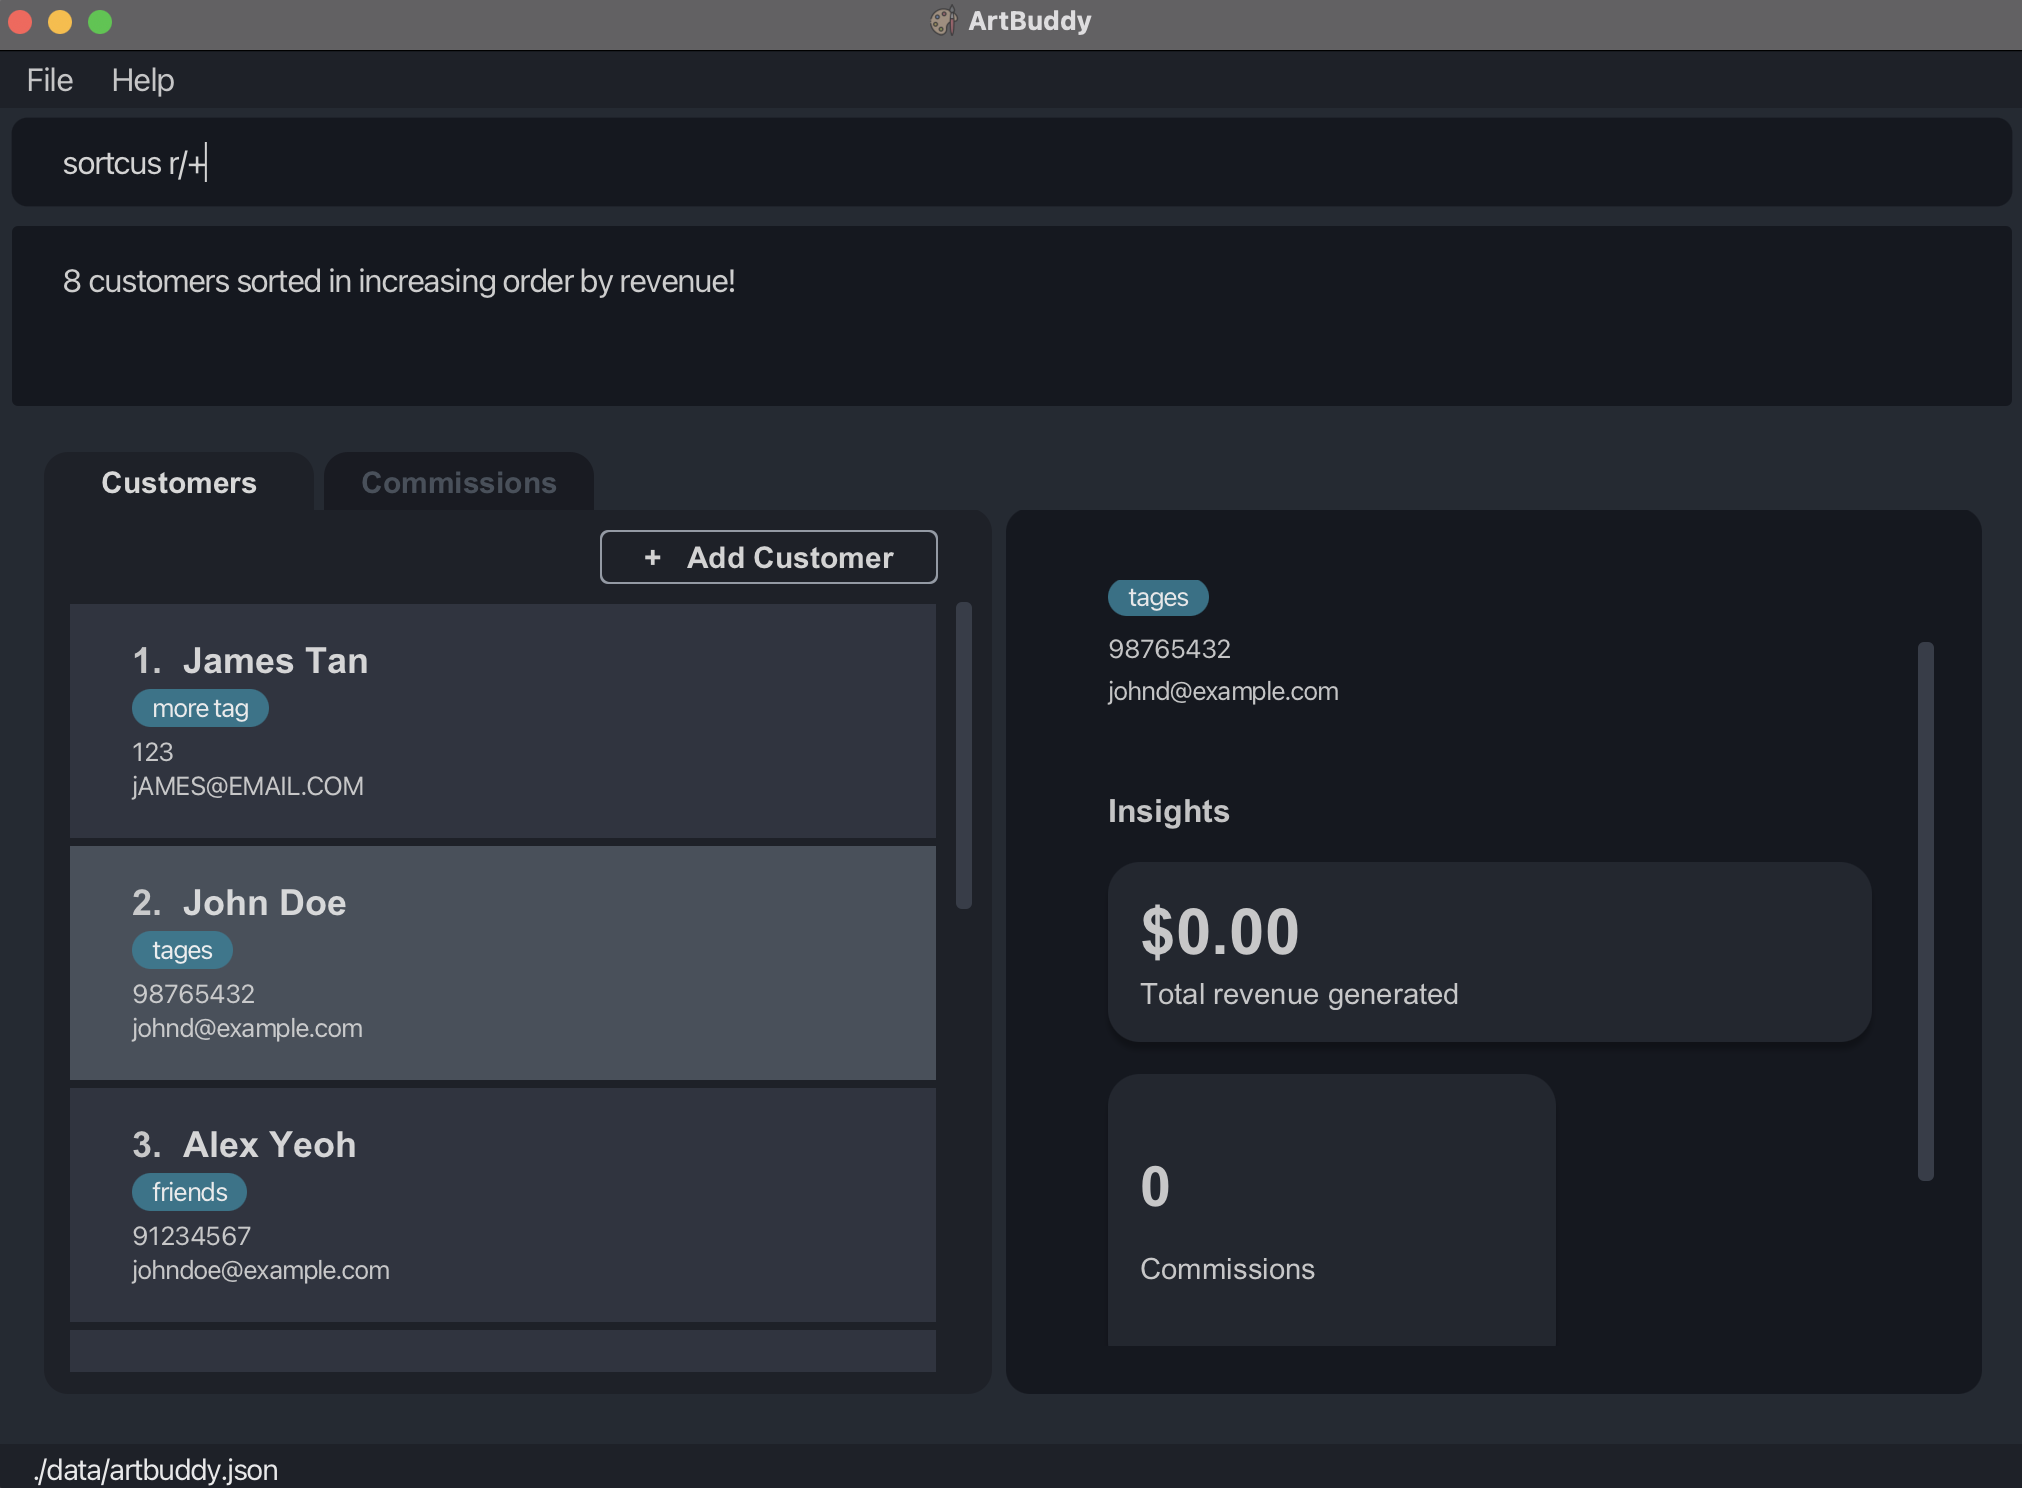 ArtBuddy
File Help
sortcus r/+
8 customers sorted in increasing order by revenue!
Customers Commissions
+ Add Customer
1. James Tan
more tag
123
jAMES@EMAIL.COM
2. John Doe
tages
98765432
johnd@example.com
3. Alex Yeoh
friends
91234567
johndoe@example.com
tages
98765432
johnd@example.com
Insights
$0.00
Total revenue generated
0
Commissions
./data/artbuddy.json